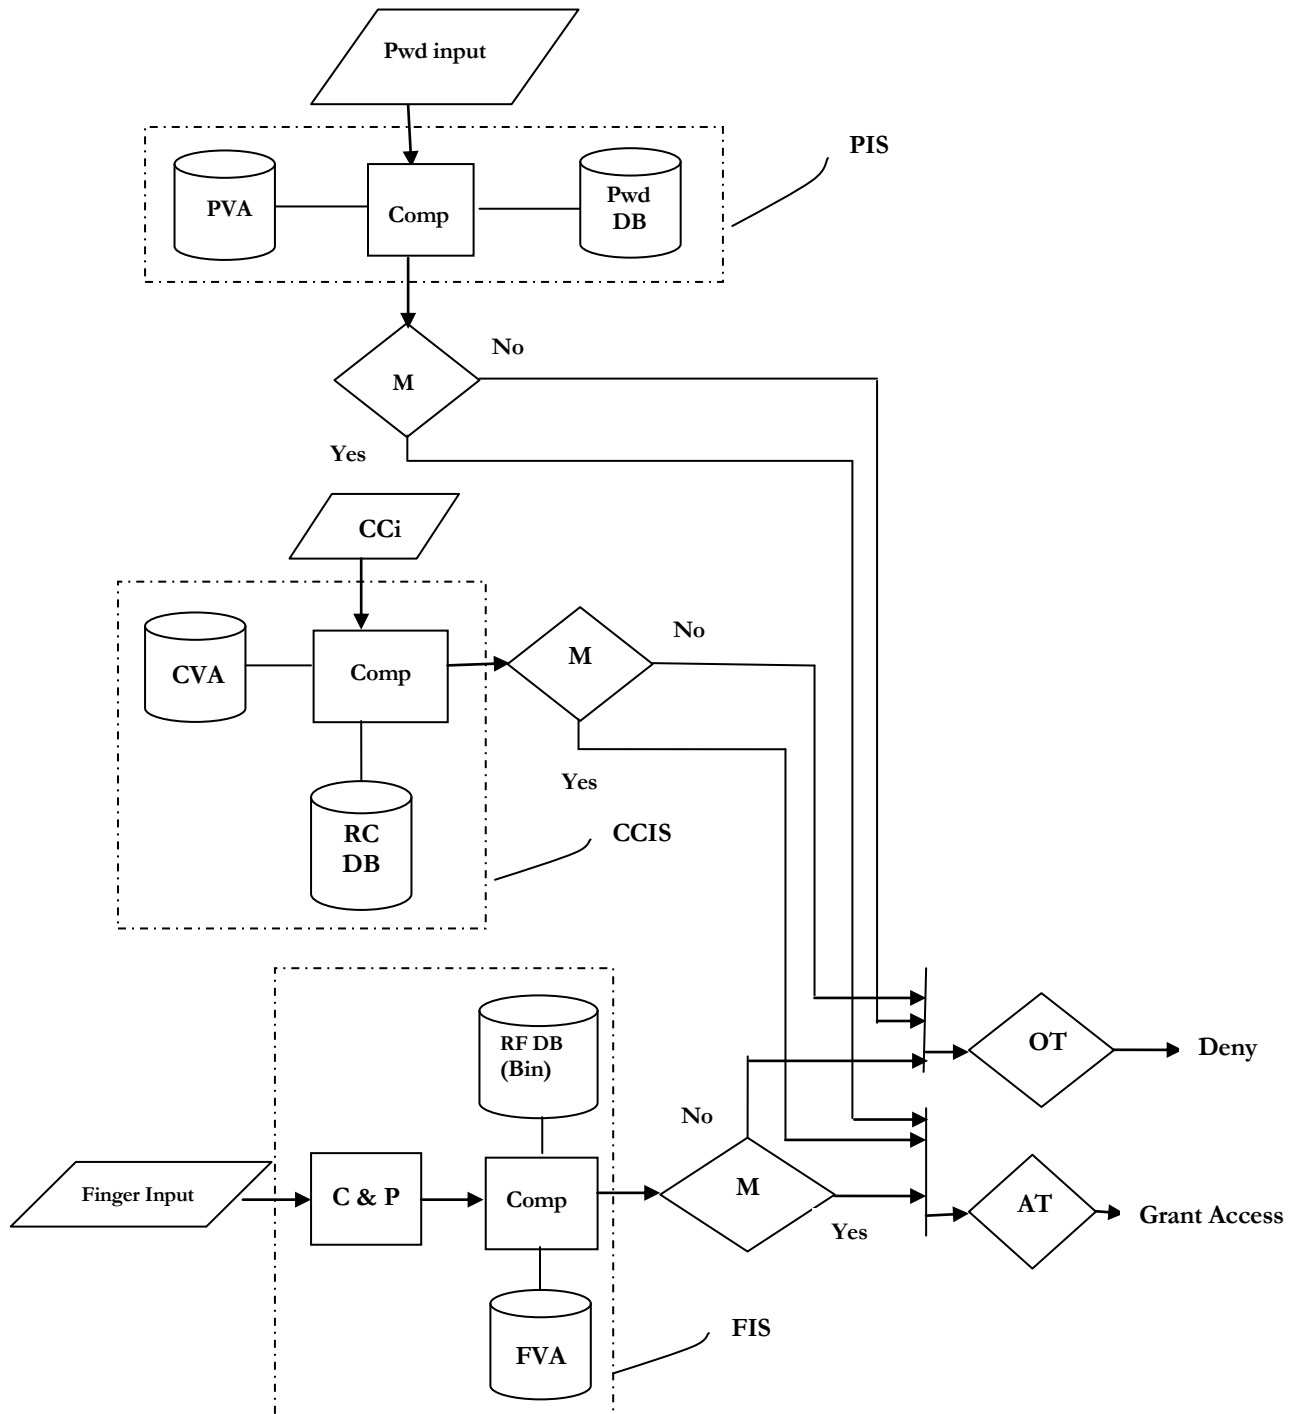 Pwd input
PIS
PVA
Comp
Pwd
DB
No
M
Yes
CCi
No
M
CVA
Comp
Yes
RC
DB
CCIS
RF DB
(Bin)
OT
Deny
No
Finger Input
C & P
Comp
M
AT
Grant Access
Yes
FIS
FVA